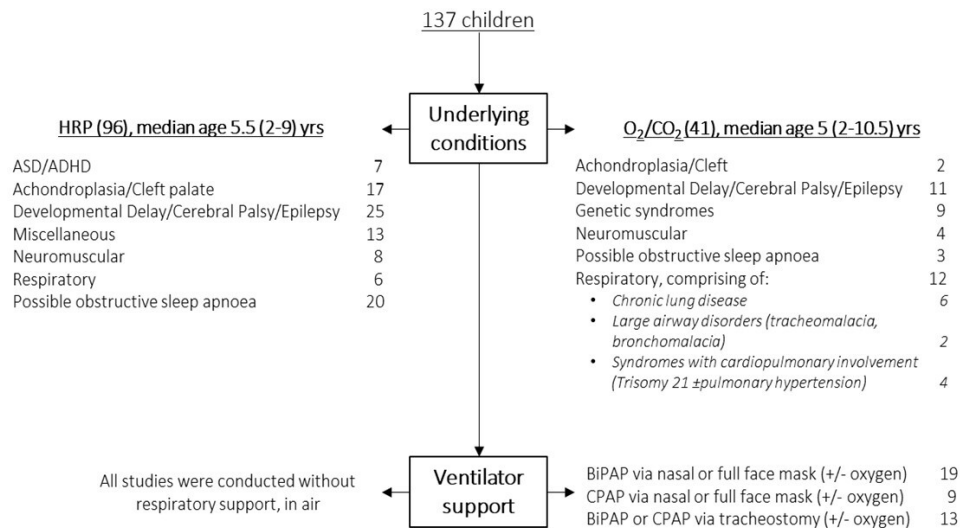 137 children
Underlying
conditions
HRP (96), median age 5.5 (2-9) yrs
ASD/ADHD 7
Achondroplasia/Cleft palate 17
Developmental Delay/Cerebral Palsy/Epilepsy 25
Miscellaneous 13
Neuromuscular 8
Respiratory 6
Possible obstructive sleep apnoea 20
O₂/CO₂ (41), median age 5 (2-10.5) yrs
Achondroplasia/Cleft 2
Developmental Delay/Cerebral Palsy/Epilepsy 11
Genetic syndromes 9
Neuromuscular 4
Possible obstructive sleep apnoea 3
Respiratory, comprising of: 12
• Chronic lung disease 6
• Large airway disorders (tracheomalacia,
bronchomalacia) 2
• Syndromes with cardiopulmonary involvement
(Trisomy 21 ±pulmonary hypertension) 4
Ventilator
support
All studies were conducted without
respiratory support, in air
BiPAP via nasal or full face mask (+/- oxygen) 19
CPAP via nasal or full face mask (+/- oxygen) 9
BiPAP or CPAP via tracheostomy (+/- oxygen) 13